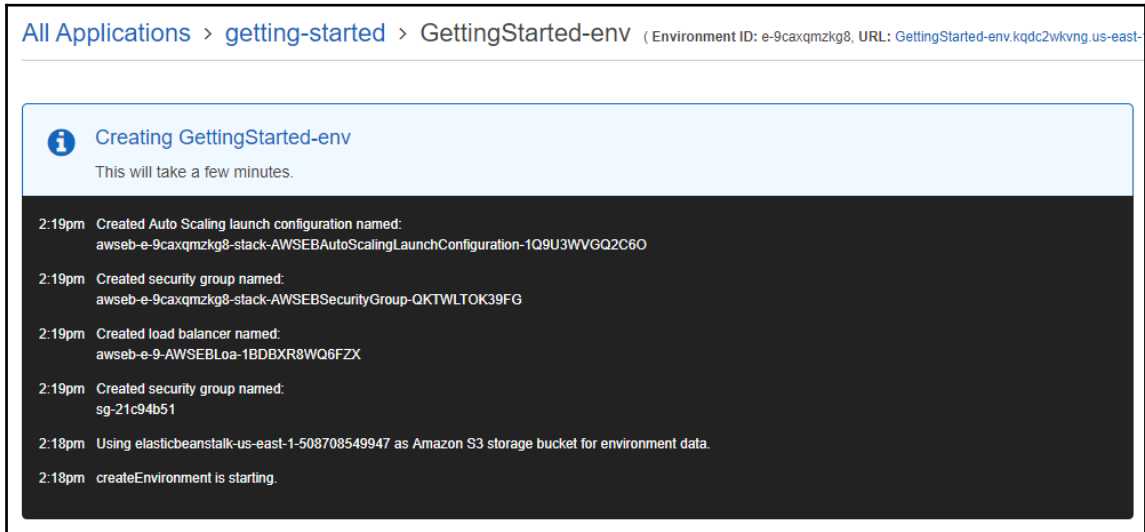 All Applications > getting-started > GettingStarted-env ( Environment ID: e-9caxqmzkg8, URL: GettingStarted-env.kqdc2wkvng.us-east-
Creating GettingStarted-env
This will take a few minutes.
2:19pm Created Auto Scaling launch configuration named:
awseb-e-9caxqmzkg8-stack-AWSEBAutoScalingLaunchConfiguration-1Q9U3WVGQ2C6O
2:19pm Created security group named:
awseb-e-9caxqmzkg8-stack-AWSEBSecurityGroup-QKTWLTOK39FG
2:19pm Created load balancer named:
awseb-e-9-AWSEBLoa-1BDBXR8WQ6FZX
2:19pm Created security group named:
sg-21c94b51
2:18pm Using elasticbeanstalk-us-east-1-508708549947 as Amazon S3 storage bucket for environment data.
2:18pm createEnvironment is starting.